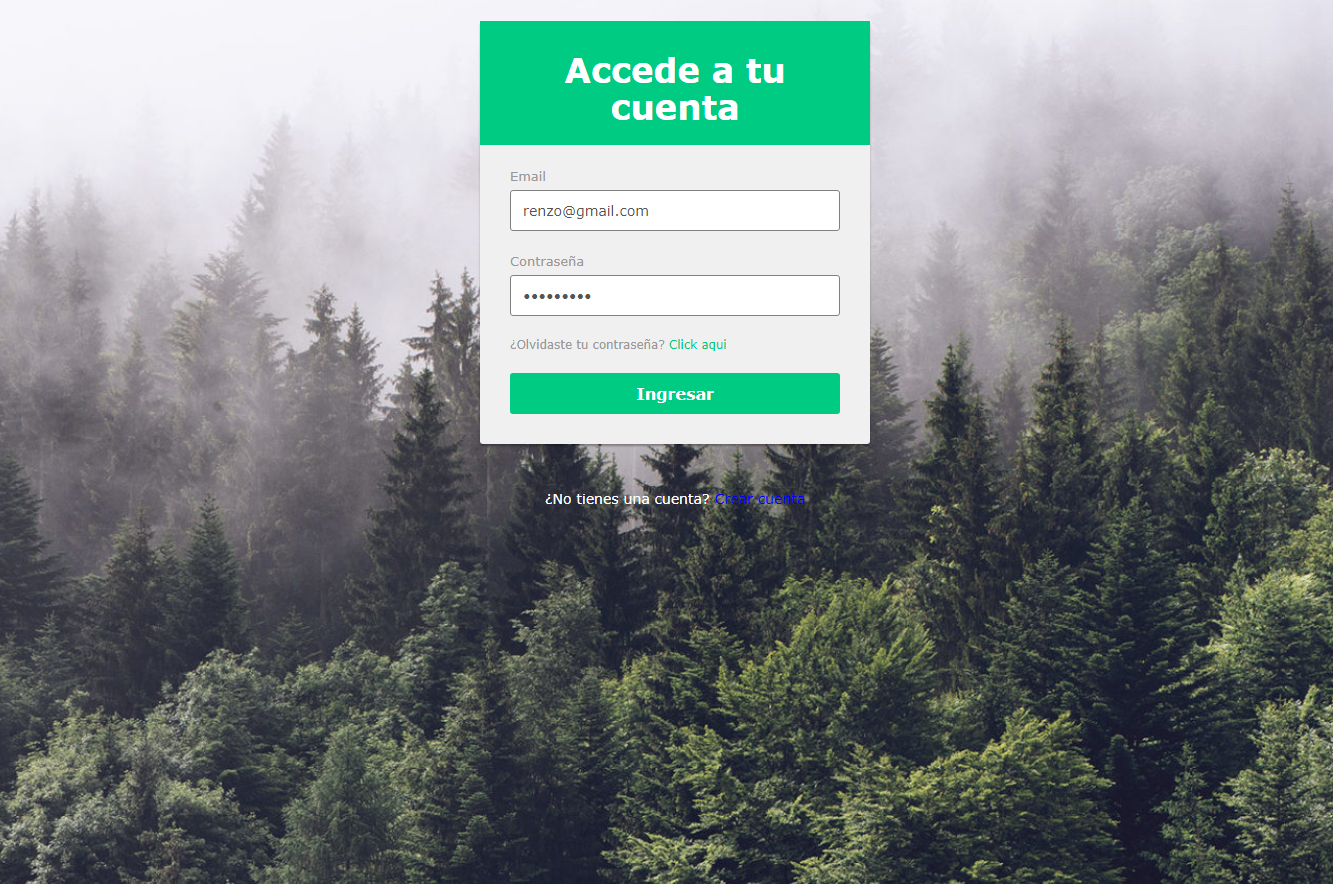 Accede a tu
cuenta
Email
renzo@gmail.com
Contraseña
•••••••••
¿Olvidaste tu contraseña? Click aqui
Ingresar
¿No tienes una cuenta? Crear cuenta